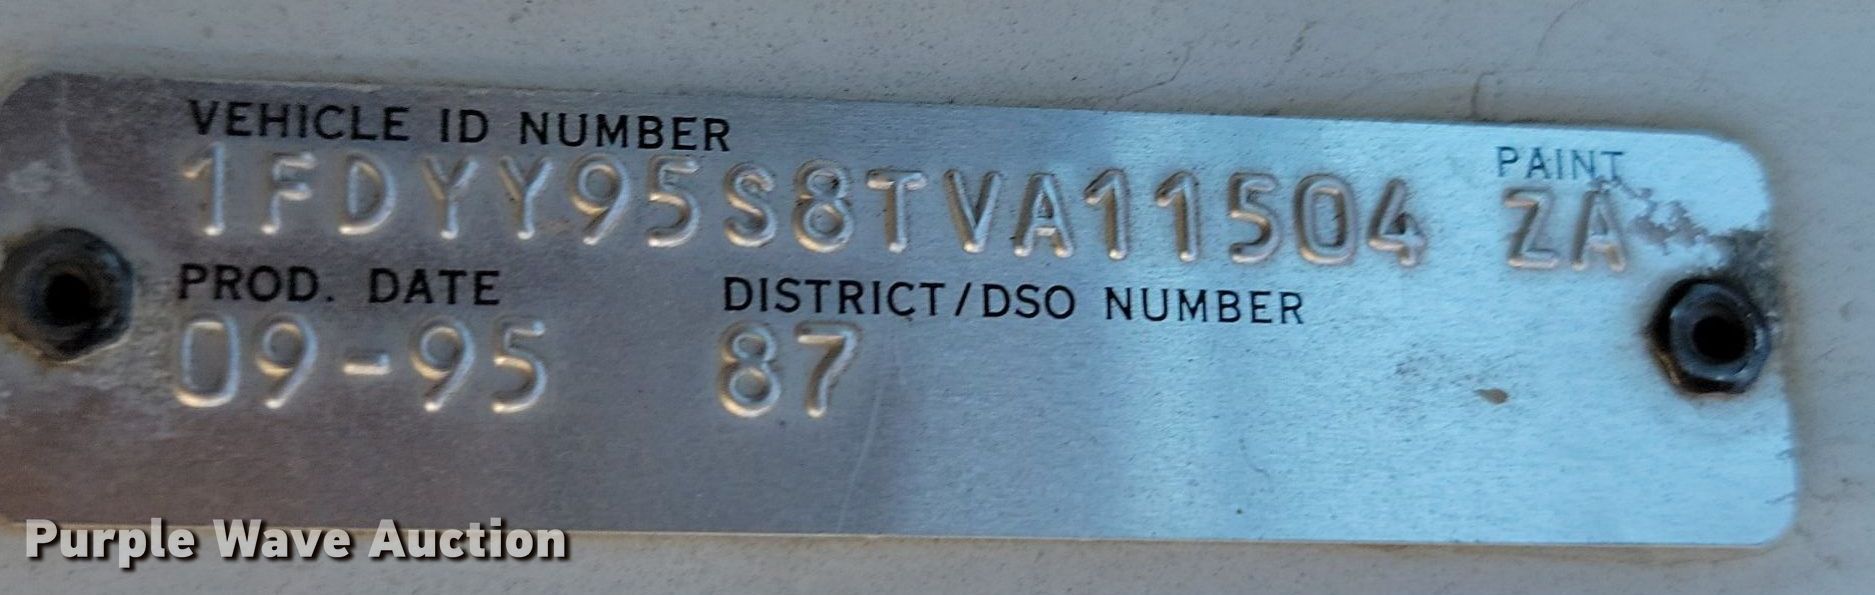 VEHICLE ID NUMBER
PAINT
1FDYY95S8TVA11504 ZA
PROD. DATE DISTRICT/DSO NUMBER
09-95 87
Purple Wave Auction